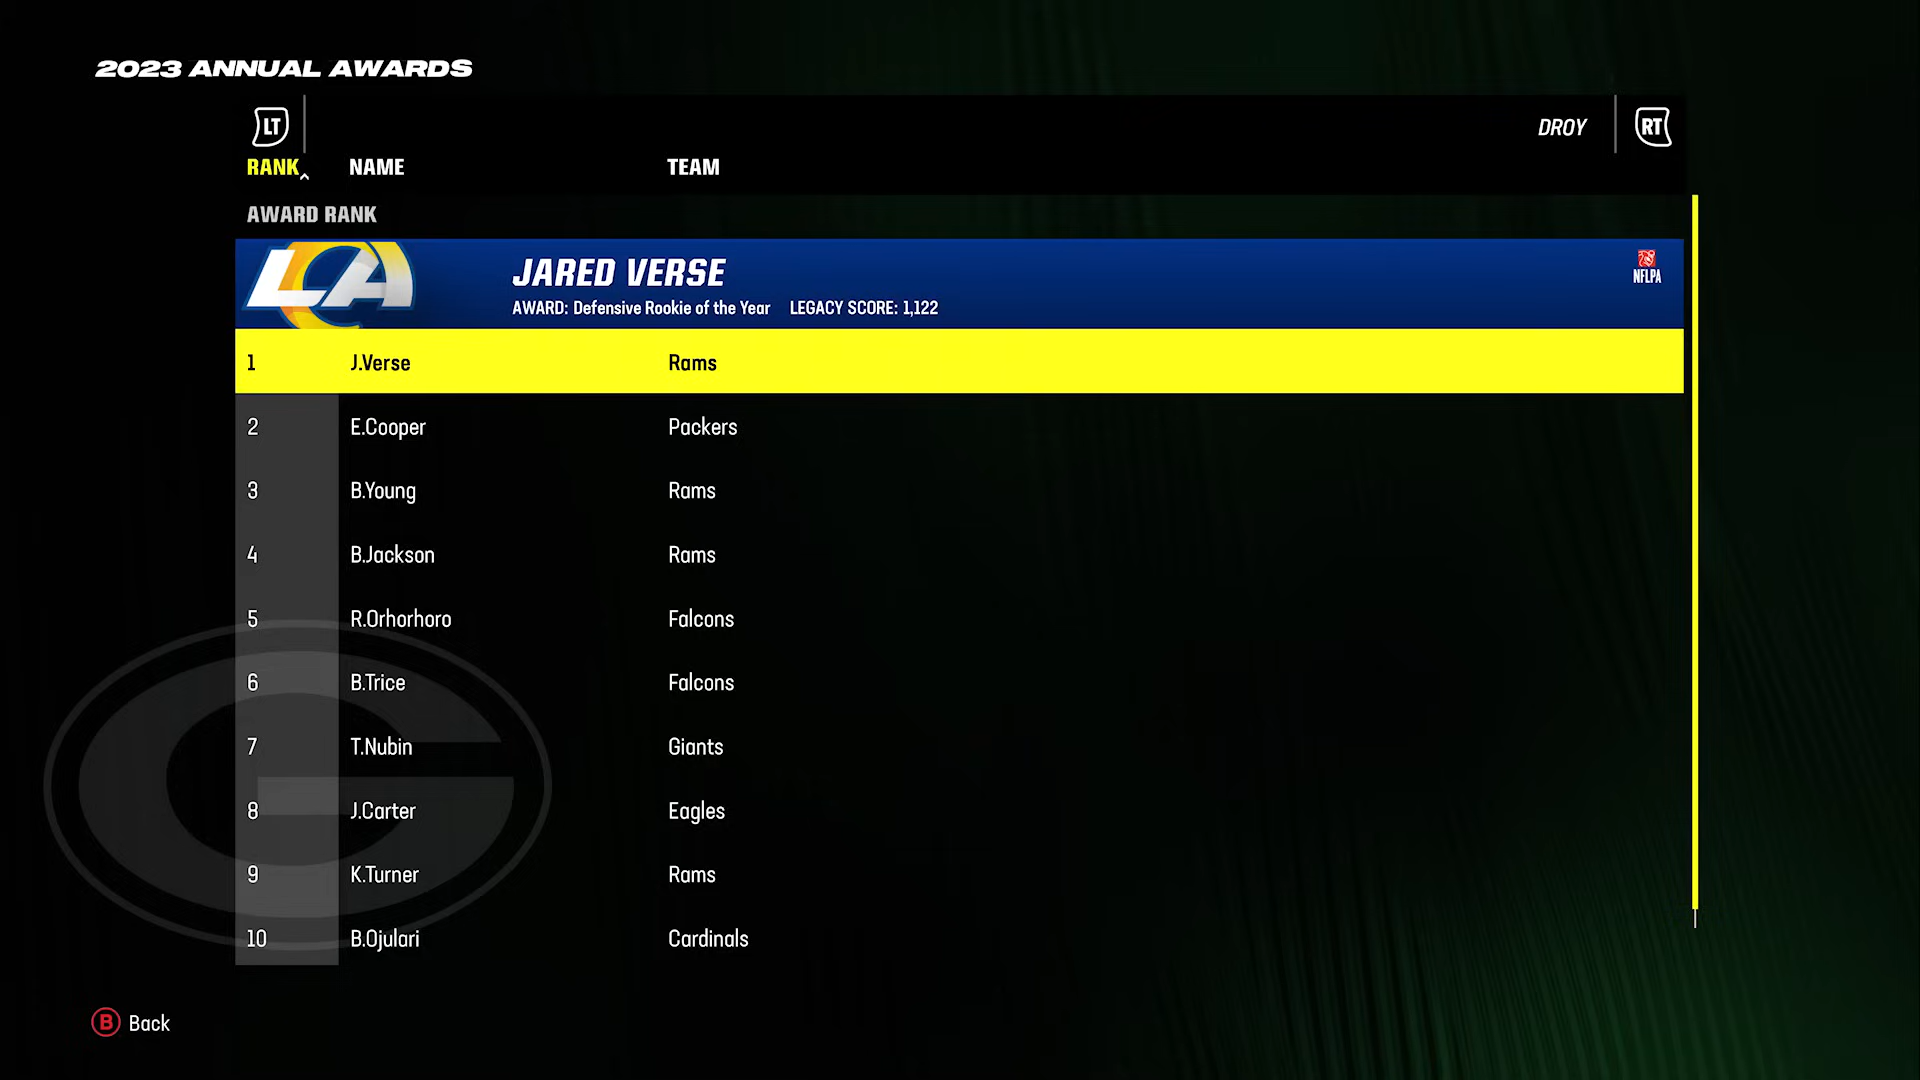 2023 ANNUAL AWARDS
LT DROY RT
RANK NAME TEAM
AWARD RANK
LA JARED VERSE NFLPA
AWARD: Defensive Rookie of the Year LEGACY SCORE: 1,122
1 J.Verse Rams
2 E.Cooper Packers
3 B.Young Rams
4 B.Jackson Rams
5 R.Orhorhoro Falcons
6 B.Trice Falcons
7 T.Nubin Giants
8 J.Carter Eagles
9 K.Turner Rams
10 B.Ojulari Cardinals
G
B Back